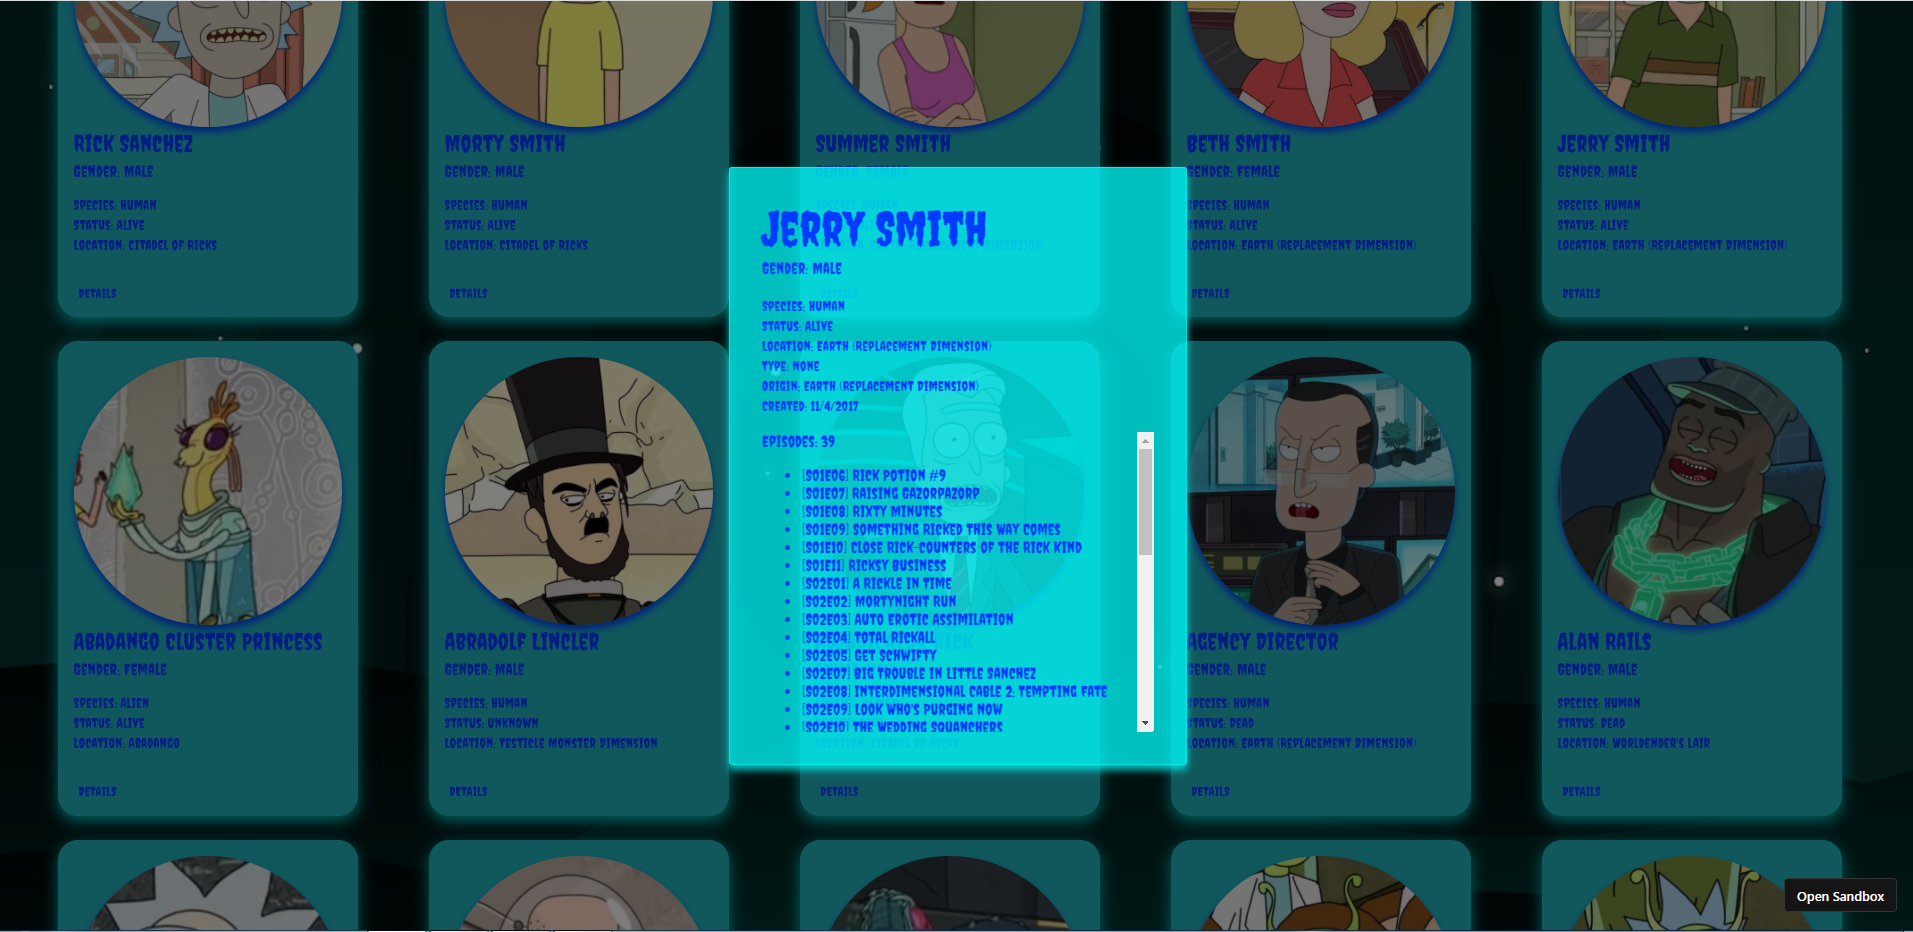 RICK SANCHEZ
GENDER: MALE
SPECIES: HUMAN
STATUS: ALIVE
LOCATION: CITADEL OF RICKS
DETAILS
MORTY SMITH
GENDER: MALE
SPECIES: HUMAN
STATUS: ALIVE
LOCATION: CITADEL OF RICKS
DETAILS
SUMMER SMITH
GENDER: FEMALE
SPECIES: HUMAN
DETAILS
BETH SMITH
GENDER: FEMALE
SPECIES: HUMAN
STATUS: ALIVE
LOCATION: EARTH (REPLACEMENT DIMENSION)
DETAILS
JERRY SMITH
GENDER: MALE
SPECIES: HUMAN
STATUS: ALIVE
LOCATION: EARTH (REPLACEMENT DIMENSION)
DETAILS
JERRY SMITH
GENDER: MALE
SPECIES: HUMAN
STATUS: ALIVE
LOCATION: EARTH (REPLACEMENT DIMENSION)
TYPE: NONE
ORIGIN: EARTH (REPLACEMENT DIMENSION)
CREATED: 11/4/2017
EPISODES: 39
[S01E06] RICK POTION #9
[S01E07] RAISING GAZORPAZORP
[S01E08] RIXTY MINUTES
[S01E09] SOMETHING RICKED THIS WAY COMES
[S01E10] CLOSE RICK-COUNTERS OF THE RICK KIND
[S01E11] RICKSY BUSINESS
[S02E01] A RICKLE IN TIME
[S02E02] MORTYNIGHT RUN
[S02E03] AUTO EROTIC ASSIMILATION
[S02E04] TOTAL RICKALL
[S02E05] GET SCHWIFTY
[S02E07] BIG TROUBLE IN LITTLE SANCHEZ
[S02E08] INTERDIMENSIONAL CABLE 2: TEMPTING FATE
[S02E09] LOOK WHO'S PURGING NOW
[S02E10] THE WEDDING SQUANCHERS
ABADANGO CLUSTER PRINCESS
GENDER: FEMALE
SPECIES: ALIEN
STATUS: ALIVE
LOCATION: ABADANGO
DETAILS
ABRADOLF LINCLER
GENDER: MALE
SPECIES: HUMAN
STATUS: UNKNOWN
LOCATION: TESTICLE MONSTER DIMENSION
DETAILS
RICK
LOCATION: CITADEL OF RICKS
DETAILS
AGENCY DIRECTOR
GENDER: MALE
SPECIES: HUMAN
STATUS: DEAD
LOCATION: EARTH (REPLACEMENT DIMENSION)
DETAILS
ALAN RAILS
GENDER: MALE
SPECIES: HUMAN
STATUS: DEAD
LOCATION: WORLDENDER'S LAIR
DETAILS
Open Sandbox